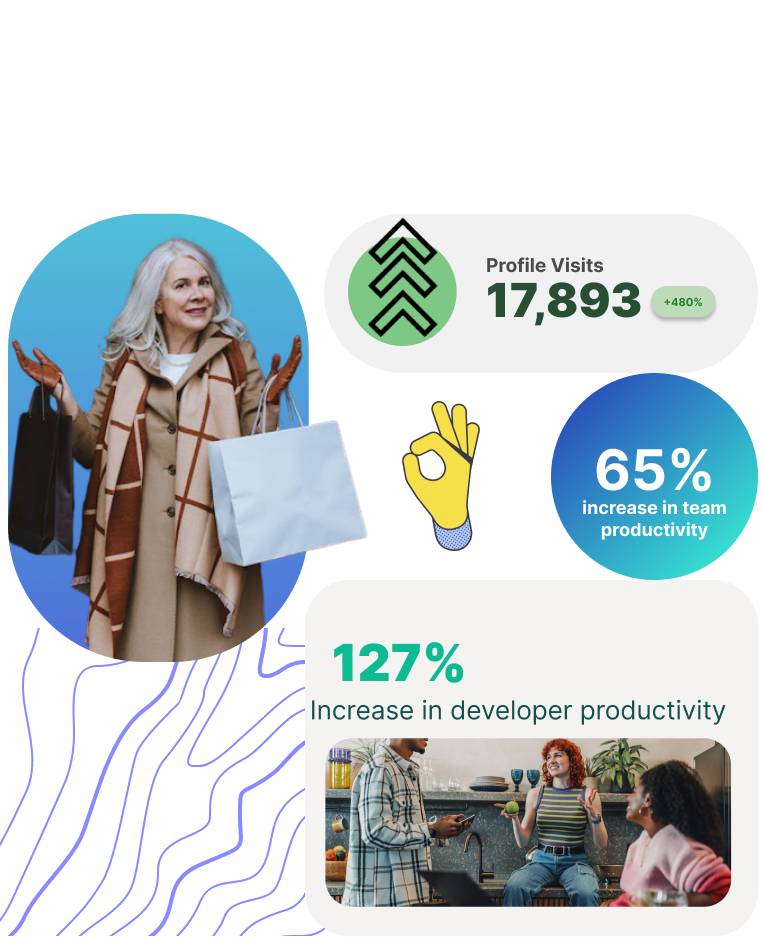 Profile Visits
17,893
+480%
65%
increase in team
productivity
127%
Increase in developer productivity